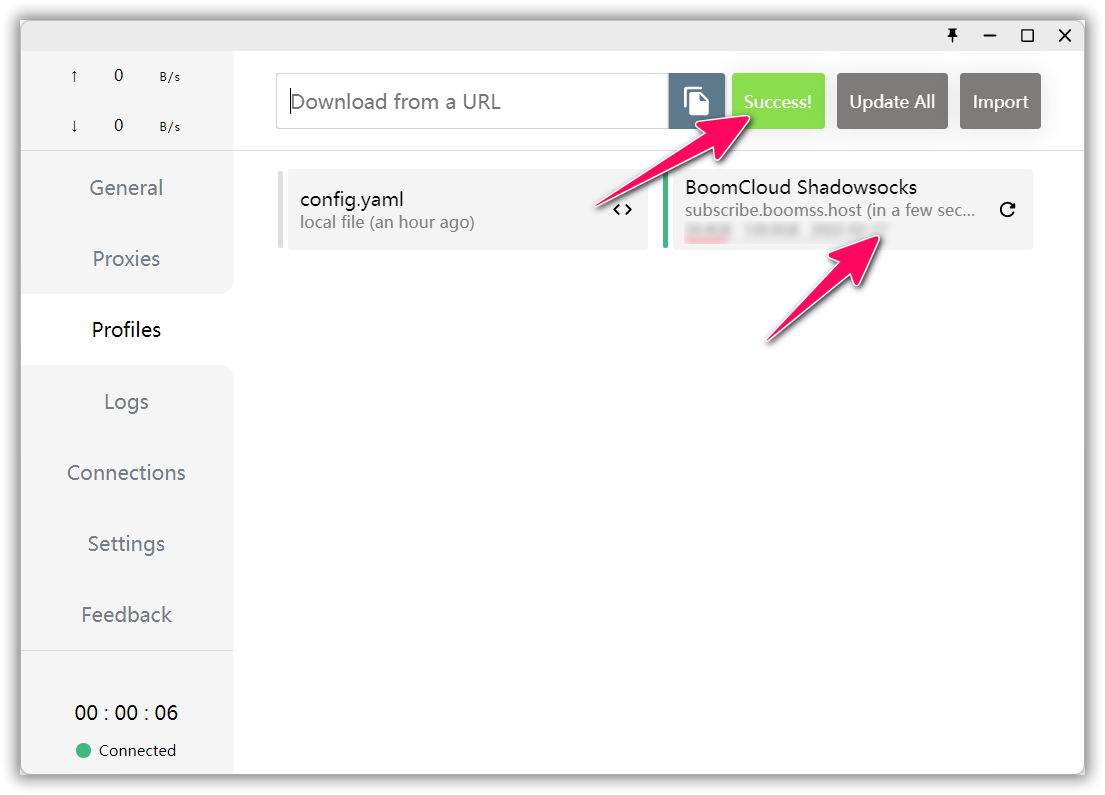 ↑ 0 B/s
↓ 0 B/s
General
Proxies
Profiles
Logs
Connections
Settings
Feedback
00 : 00 : 06
Connected
Download from a URL
Success!
Update All
Import
config.yaml
local file (an hour ago)
BoomCloud Shadowsocks
subscribe.boomss.host (in a few sec...